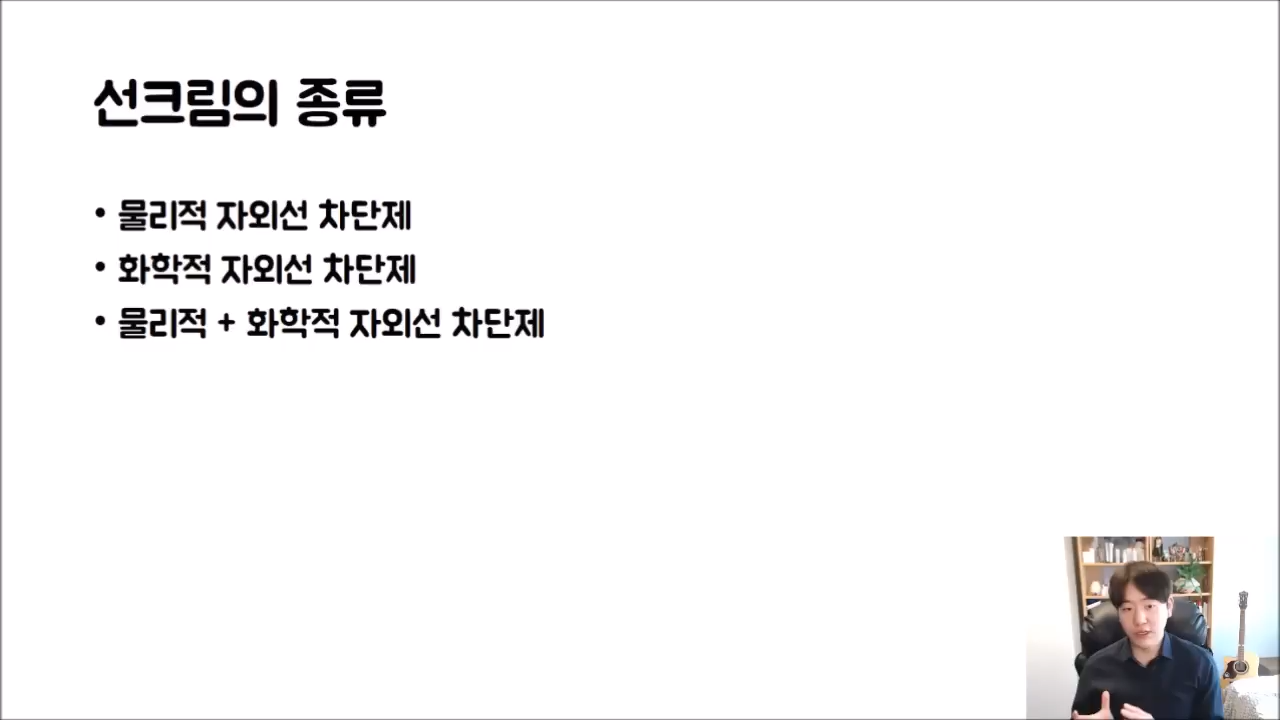 선크림의 종류
• 물리적 자외선 차단제
• 화학적 자외선 차단제
• 물리적 + 화학적 자외선 차단제